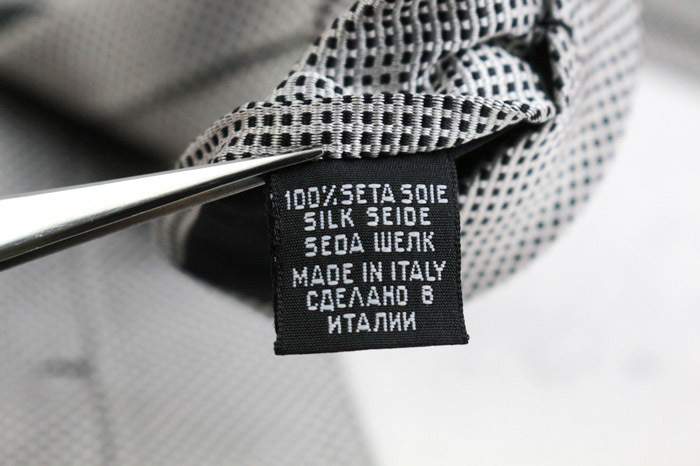 100% SETA SOIE
SILK SEIDE
SEDA ШЕЛК
MADE IN ITALY
СДЕЛАНО В
ИТАЛИИ